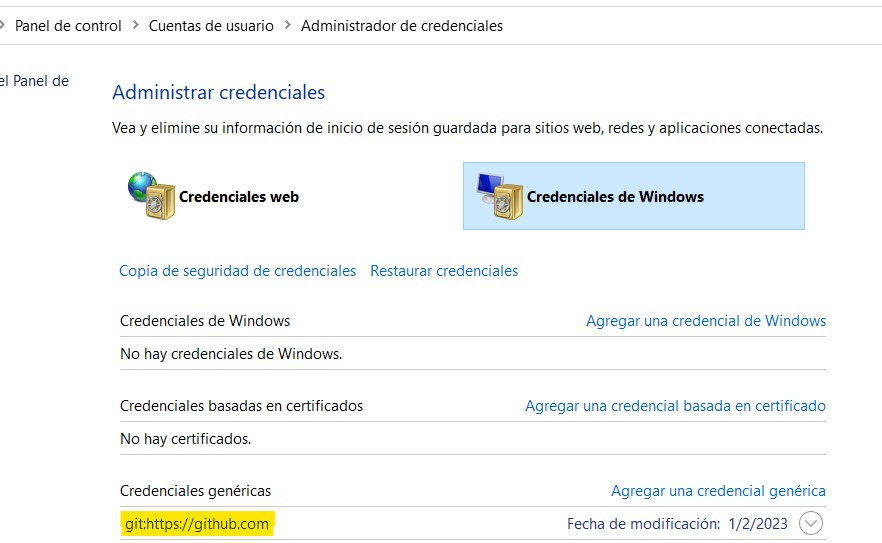 Panel de control > Cuentas de usuario > Administrador de credenciales
el Panel de
Administrar credenciales
Vea y elimine su información de inicio de sesión guardada para sitios web, redes y aplicaciones conectadas.
Credenciales web
Credenciales de Windows
Copia de seguridad de credenciales Restaurar credenciales
Credenciales de Windows Agregar una credencial de Windows
No hay credenciales de Windows.
Credenciales basadas en certificados Agregar una credencial basada en certificado
No hay certificados.
Credenciales genéricas Agregar una credencial genérica
git:https://github.com Fecha de modificación: 1/2/2023